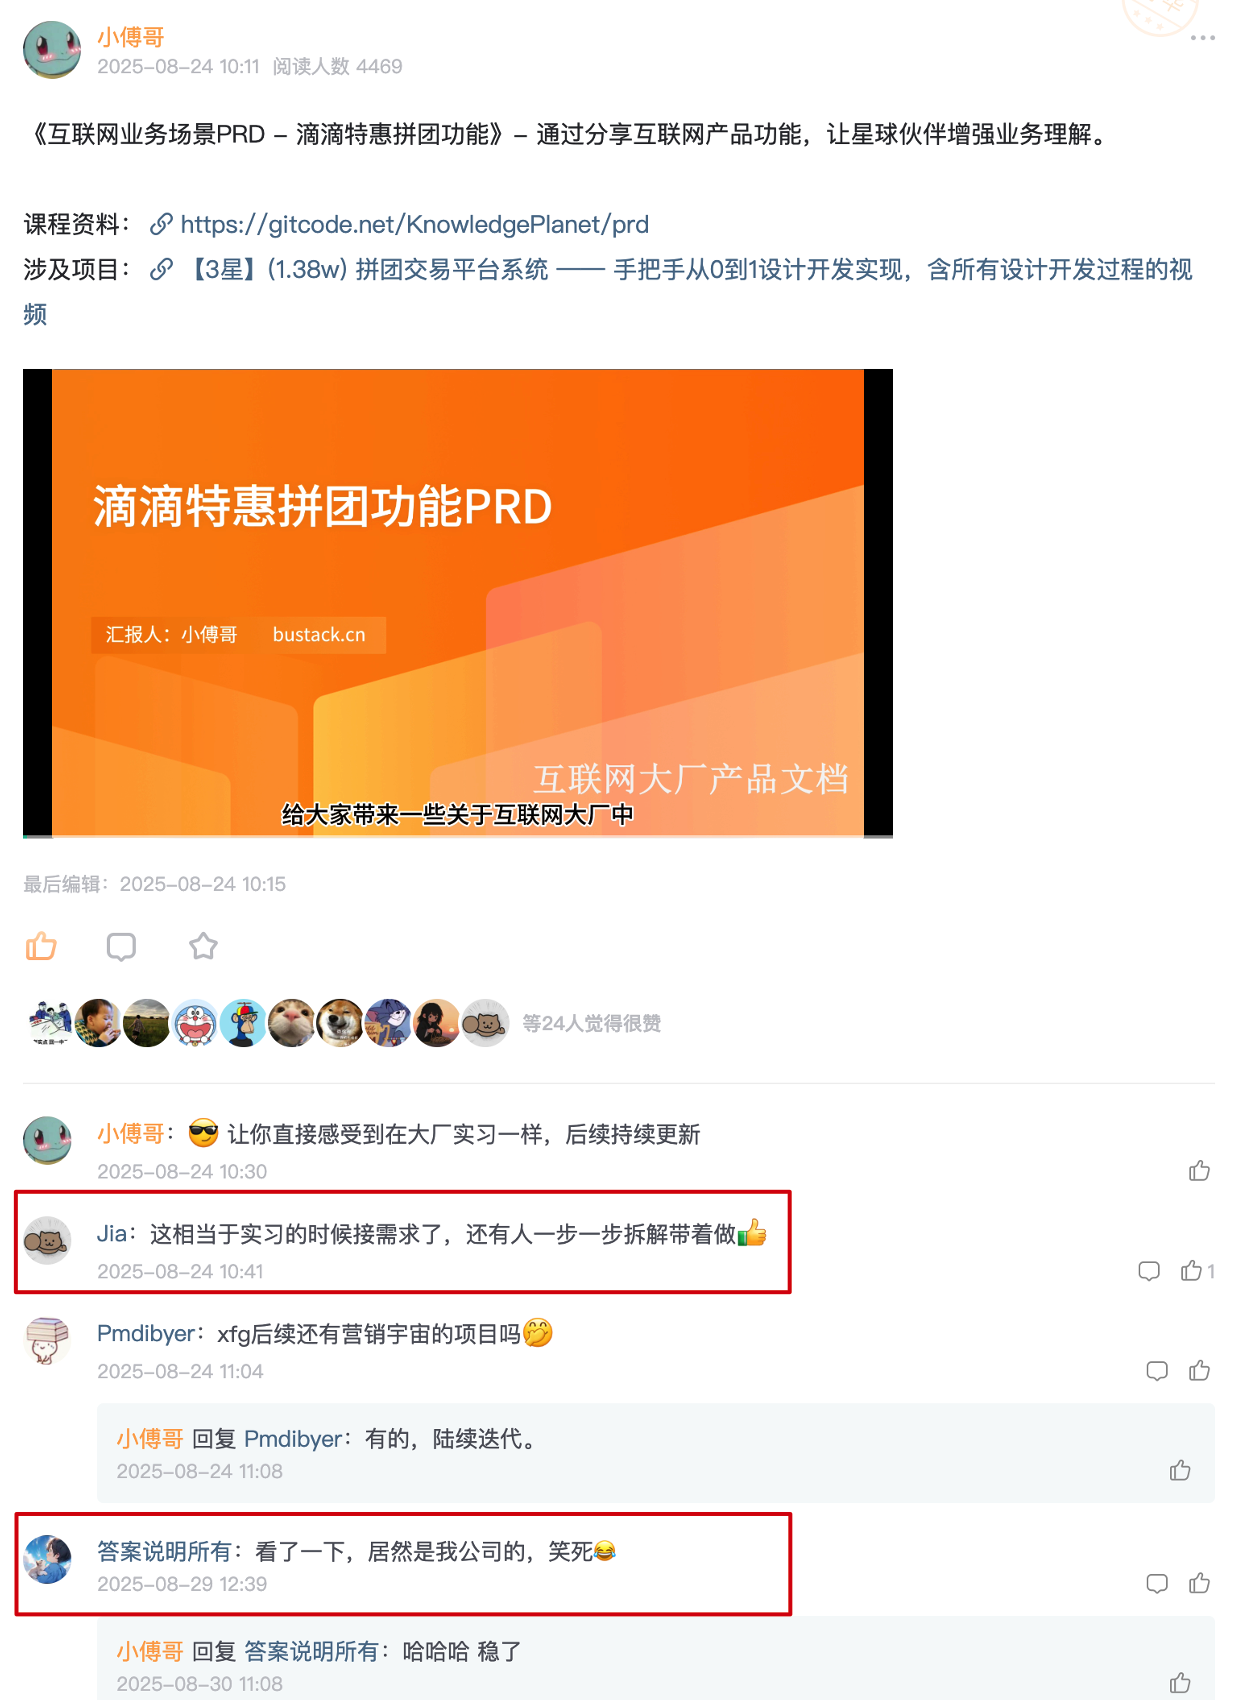 小傅哥
2025-08-24 10:11 阅读人数 4469
《互联网业务场景PRD - 滴滴特惠拼团功能》- 通过分享互联网产品功能，让星球伙伴增强业务理解。
课程资料： https://gitcode.net/KnowledgePlanet/prd
涉及项目： 【3星】(1.38w) 拼团交易平台系统 —— 手把手从0到1设计开发实现，含所有设计开发过程的视
频
滴滴特惠拼团功能PRD
汇报人：小傅哥 bustack.cn
互联网大厂产品文档
给大家带来一些关于互联网大厂中
最后编辑：2025-08-24 10:15
等24人觉得很赞
小傅哥：😎 让你直接感受到在大厂实习一样，后续持续更新
2025-08-24 10:30
Jia：这相当于实习的时候接需求了，还有人一步一步拆解带着做👍
2025-08-24 10:41
1
Pmdibyer：xfg后续还有营销宇宙的项目吗🤭
2025-08-24 11:04
小傅哥 回复 Pmdibyer：有的，陆续迭代。
2025-08-24 11:08
答案说明所有：看了一下，居然是我公司的，笑死😂
2025-08-29 12:39
小傅哥 回复 答案说明所有：哈哈哈 稳了
2025-08-30 11:08